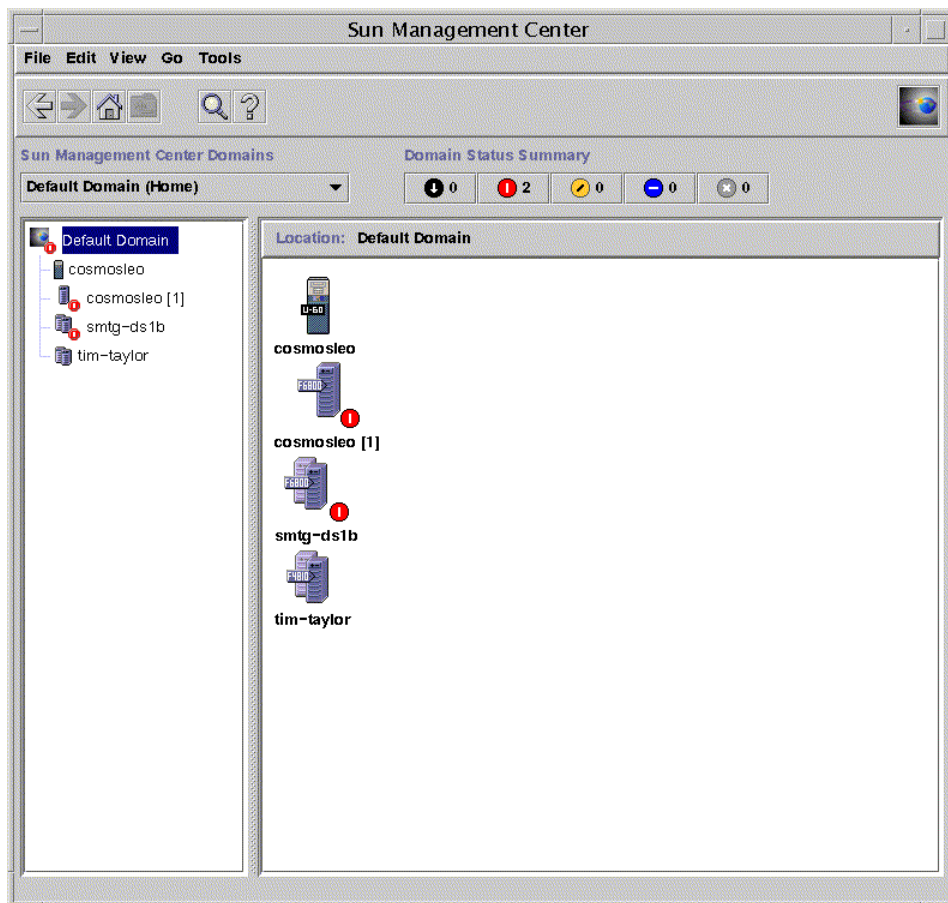 Sun Management Center
File Edit View Go Tools
Sun Management Center Domains
Domain Status Summary
Default Domain (Home)
0 2 0 0 0
Default Domain
cosmosleo
cosmosleo [1]
smtg-ds1b
tim-taylor
Location: Default Domain
U-60
cosmosleo
F6800
cosmosleo [1]
F6800
smtg-ds1b
F4810
tim-taylor